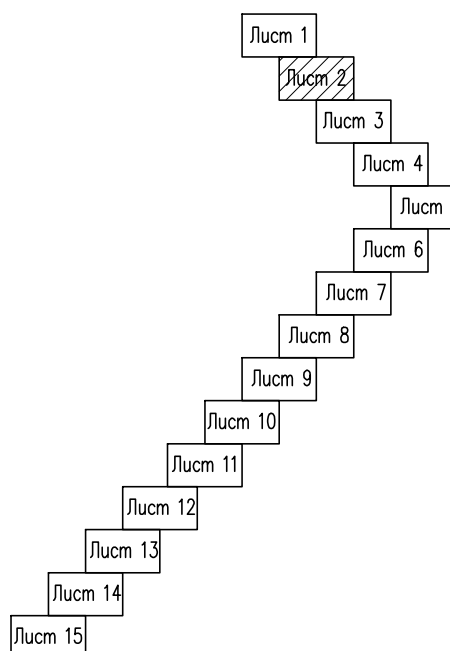 Лист 1
Лист 2
Лист 3
Лист 4
Лист
Лист 6
Лист 7
Лист 8
Лист 9
Лист 10
Лист 11
Лист 12
Лист 13
Лист 14
Лист 15